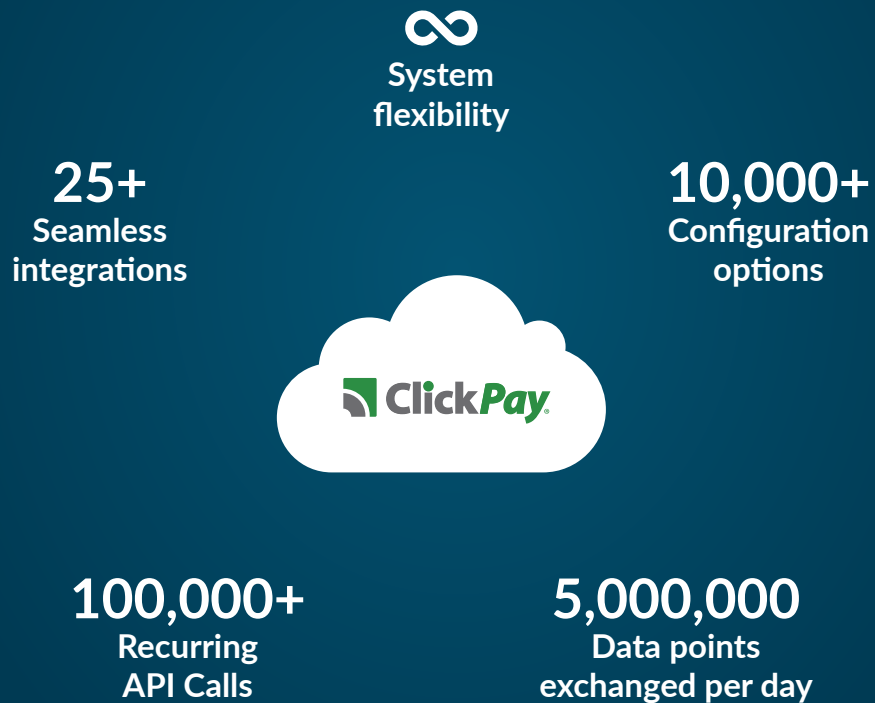 ∞
System
flexibility
25+
Seamless
integrations
10,000+
Configuration
options
ClickPay®
100,000+
Recurring
API Calls
5,000,000
Data points
exchanged per day